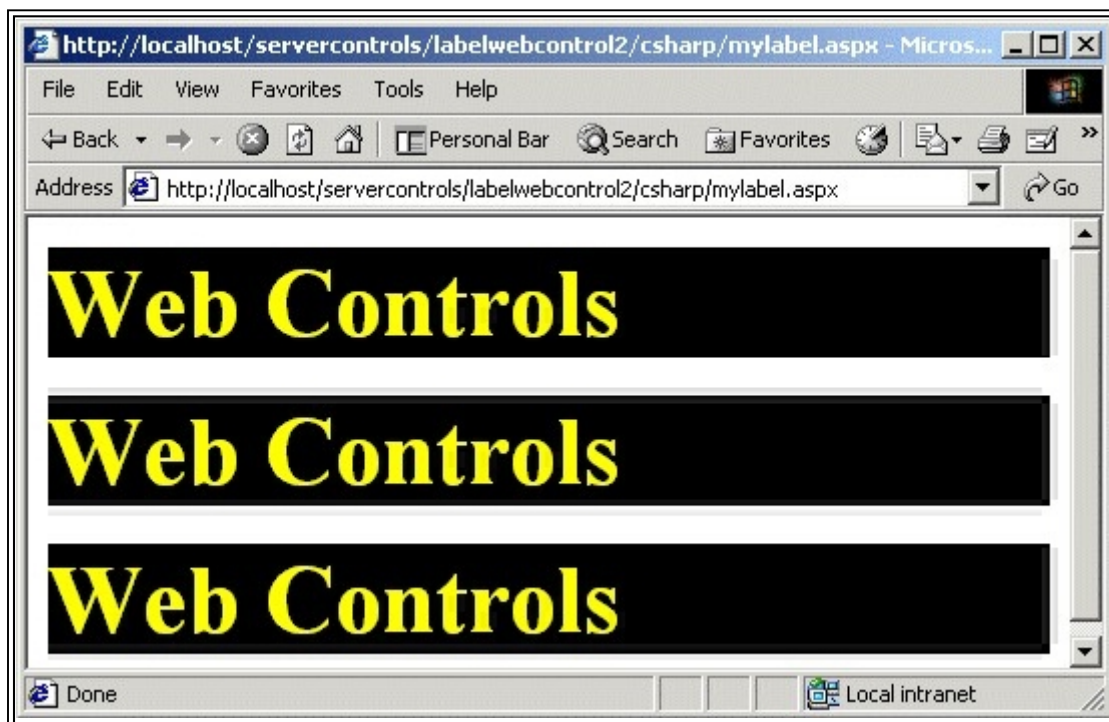 http://localhost/servercontrols/labelwebcontrol2/csharp/mylabel.aspx - Micros...
File Edit View Favorites Tools Help
Back Personal Bar Search Favorites »
Address http://localhost/servercontrols/labelwebcontrol2/csharp/mylabel.aspx Go
Web Controls
Web Controls
Web Controls
Done Local intranet